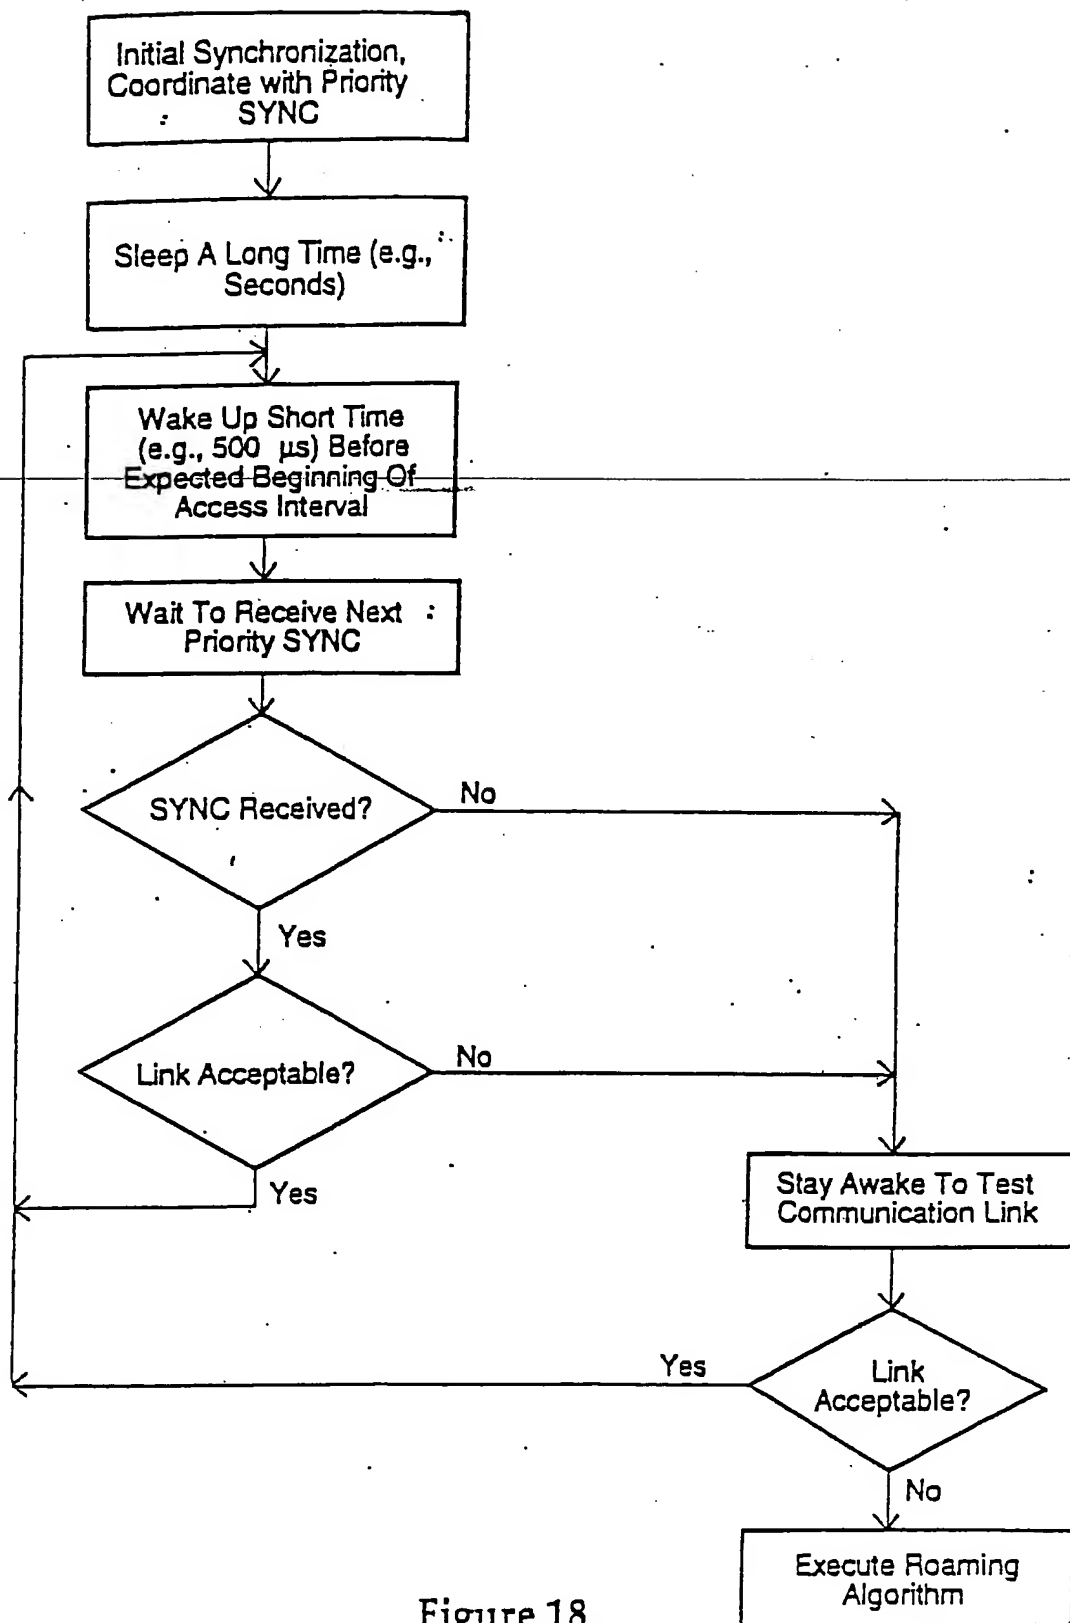 Initial Synchronization,
Coordinate with Priority
SYNC
Sleep A Long Time (e.g.,
Seconds)
Wake Up Short Time
(e.g., 500 µs) Before
Expected Beginning Of
Access Interval
Wait To Receive Next
Priority SYNC
SYNC Received?
No
Yes
Link Acceptable?
No
Yes
Stay Awake To Test
Communication Link
Link
Acceptable?
Yes
No
Execute Roaming
Algorithm
Figure 18